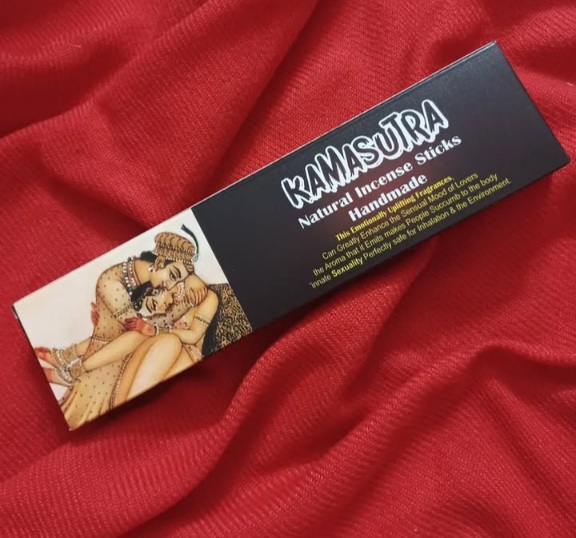 KAMASUTRA
Natural Incense Sticks
Handmade
This Emotionally Uplifting Fragrances,
Can Greatly Enhance the Sensual Mood of Lovers
the Aroma that it Emits makes People Succumb to the body
'innate Sexuality Perfectly safe for Inhalation & the Environment.